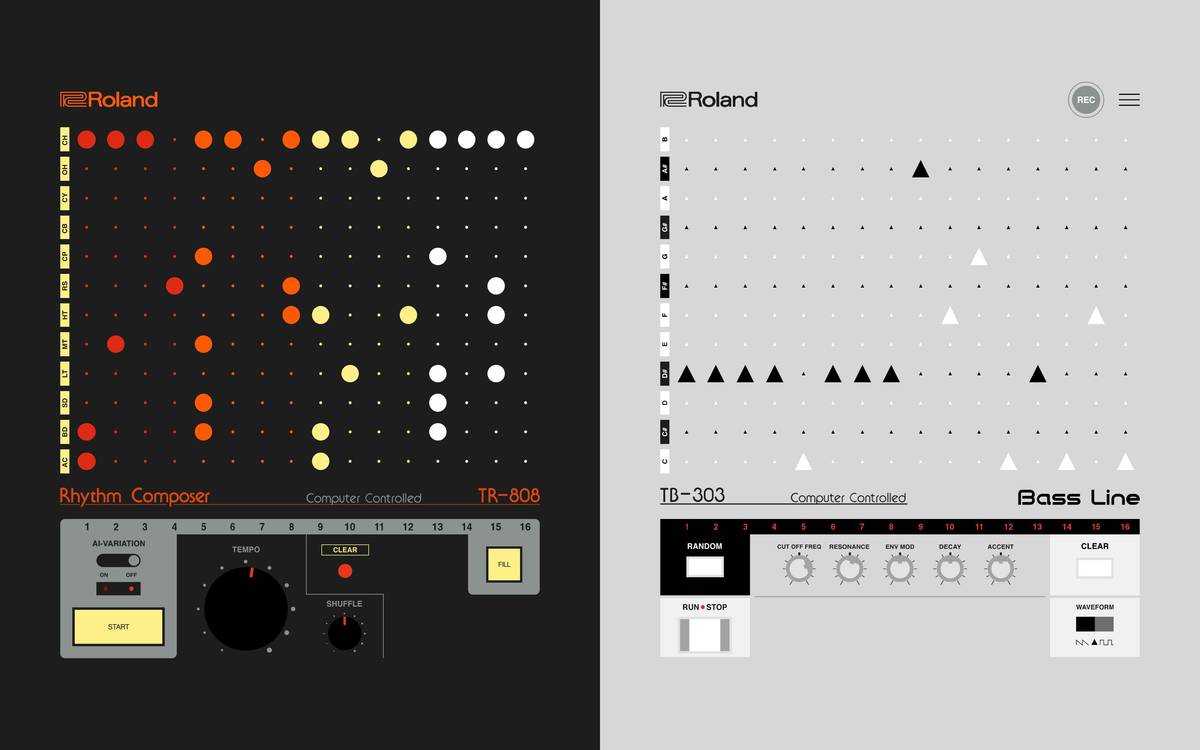 Roland
CH
OH
CY
CB
CP
RS
HT
MT
LT
SD
BD
AC
Rhythm Composer
Computer Controlled
TR-808
1 2 3 4 5 6 7 8 9 10 11 12 13 14 15 16
AI-VARIATION
ON OFF
START
TEMPO
CLEAR
SHUFFLE
FILL
Roland
REC
B
A#
A
G#
G
F#
F
E
D#
D
C#
C
TB-303
Computer Controlled
Bass Line
1 2 3 4 5 6 7 8 9 10 11 12 13 14 15 16
RANDOM
CUT OFF FREQ RESONANCE ENV MOD DECAY ACCENT
CLEAR
RUN•STOP
WAVEFORM